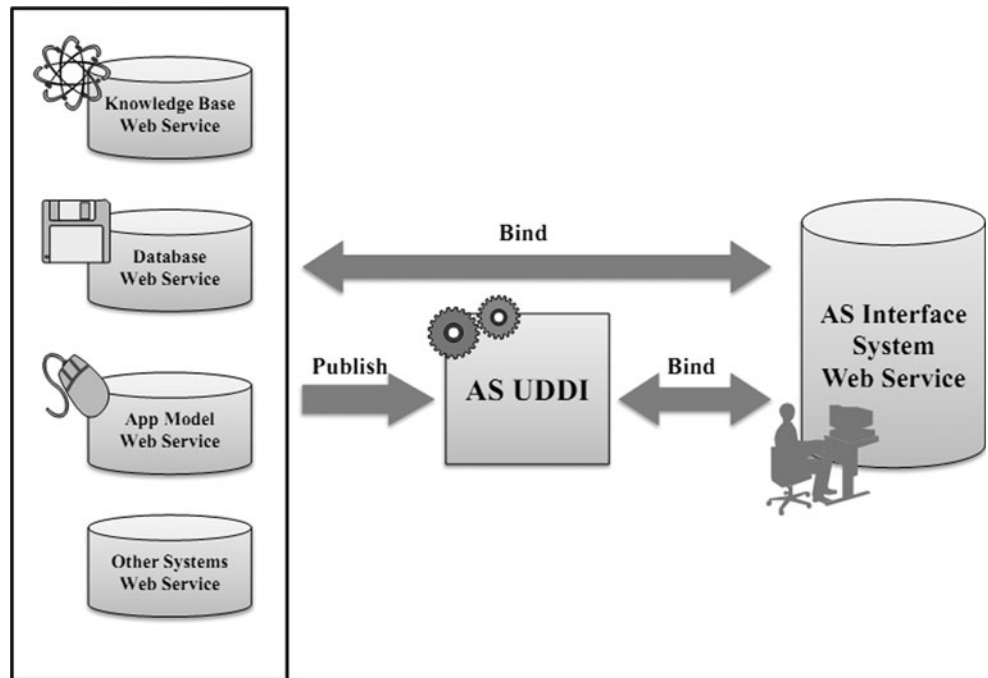 Knowledge Base
Web Service
Database
Web Service
App Model
Web Service
Other Systems
Web Service
Bind
Publish
AS UDDI
Bind
AS Interface
System
Web Service